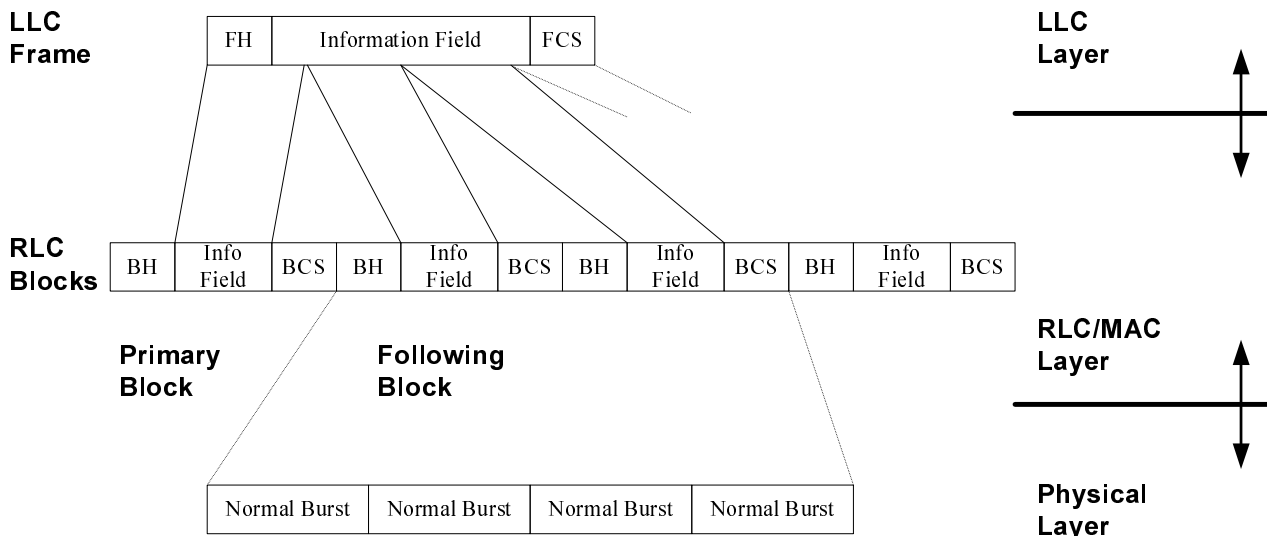 LLC
Frame
FH
Information Field
FCS
LLC
Layer
RLC
Blocks
BH
Info
Field
BCS
BH
Info
Field
BCS
BH
Info
Field
BCS
BH
Info
Field
BCS
Primary
Block
Following
Block
RLC/MAC
Layer
Normal Burst
Normal Burst
Normal Burst
Normal Burst
Physical
Layer